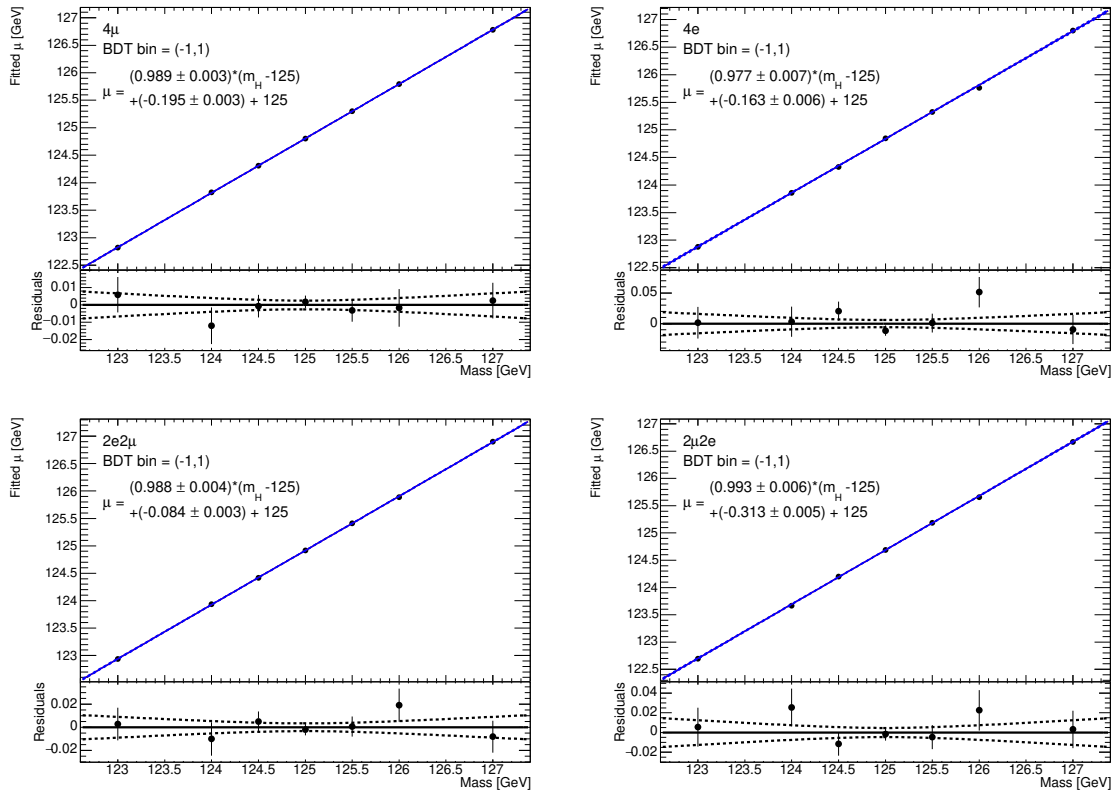 Fitted μ [GeV]
127
126.5
126
125.5
125
124.5
124
123.5
123
122.5
4μ
BDT bin = (-1,1)
μ = (0.989 ± 0.003)*(m_H -125)
+(-0.195 ± 0.003) + 125
Residuals
0.01
0
−0.01
−0.02
123 123.5 124 124.5 125 125.5 126 126.5 127
Mass [GeV]
Fitted μ [GeV]
127
126.5
126
125.5
125
124.5
124
123.5
123
122.5
4e
BDT bin = (-1,1)
μ = (0.977 ± 0.007)*(m_H -125)
+(-0.163 ± 0.006) + 125
Residuals
0.05
0
123 123.5 124 124.5 125 125.5 126 126.5 127
Mass [GeV]
Fitted μ [GeV]
127
126.5
126
125.5
125
124.5
124
123.5
123
2e2μ
BDT bin = (-1,1)
μ = (0.988 ± 0.004)*(m_H -125)
+(-0.084 ± 0.003) + 125
Residuals
0.02
0
−0.02
123 123.5 124 124.5 125 125.5 126 126.5 127
Mass [GeV]
Fitted μ [GeV]
127
126.5
126
125.5
125
124.5
124
123.5
123
122.5
2μ2e
BDT bin = (-1,1)
μ = (0.993 ± 0.006)*(m_H -125)
+(-0.313 ± 0.005) + 125
Residuals
0.04
0.02
0
−0.02
123 123.5 124 124.5 125 125.5 126 126.5 127
Mass [GeV]